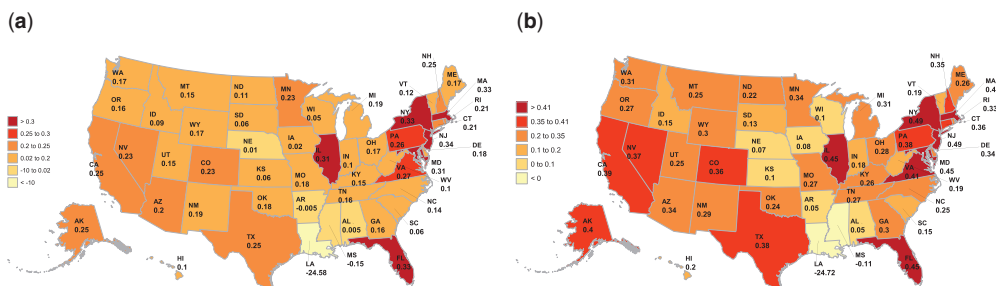 (a)
WA
0.17
OR
0.16
CA
0.25
NV
0.23
ID
0.09
MT
0.15
WY
0.17
UT
0.15
AZ
0.2
CO
0.23
NM
0.19
ND
0.11
SD
0.06
NE
0.01
KS
0.06
OK
0.18
TX
0.25
MN
0.23
IA
0.02
MO
0.18
AR
-0.005
LA
-24.58
WI
0.05
IL
0.31
MI
0.19
IN
0.1
OH
0.17
KY
0.15
TN
0.16
MS
-0.15
AL
0.005
GA
0.16
FL
0.33
SC
0.06
NC
0.14
VA
0.27
WV
0.1
MD
0.31
DE
0.18
PA
0.26
NJ
0.34
NY
0.33
CT
0.21
RI
0.21
MA
0.33
VT
0.12
NH
0.25
ME
0.17
AK
0.25
HI
0.1
> 0.3
0.25 to 0.3
0.2 to 0.25
0.02 to 0.2
-10 to 0.02
< -10
(b)
WA
0.31
OR
0.27
CA
0.39
NV
0.37
ID
0.15
MT
0.25
WY
0.3
UT
0.25
AZ
0.34
CO
0.36
NM
0.29
ND
0.2
SD
0.13
NE
0.07
KS
0.1
OK
0.24
TX
0.38
MN
0.34
IA
0.08
MO
0.27
AR
0.05
LA
-24.72
WI
0.1
IL
0.45
MI
0.31
IN
0.18
OH
0.28
KY
0.26
TN
0.27
MS
-0.11
AL
0.05
GA
0.3
FL
0.45
SC
0.15
NC
0.25
VA
0.41
WV
0.19
MD
0.45
DE
0.34
PA
0.38
NJ
0.49
NY
0.49
CT
0.36
RI
0.33
MA
0.4
VT
0.19
NH
0.35
ME
0.26
AK
0.4
HI
0.2
> 0.41
0.35 to 0.41
0.2 to 0.35
0.1 to 0.2
0 to 0.1
< 0